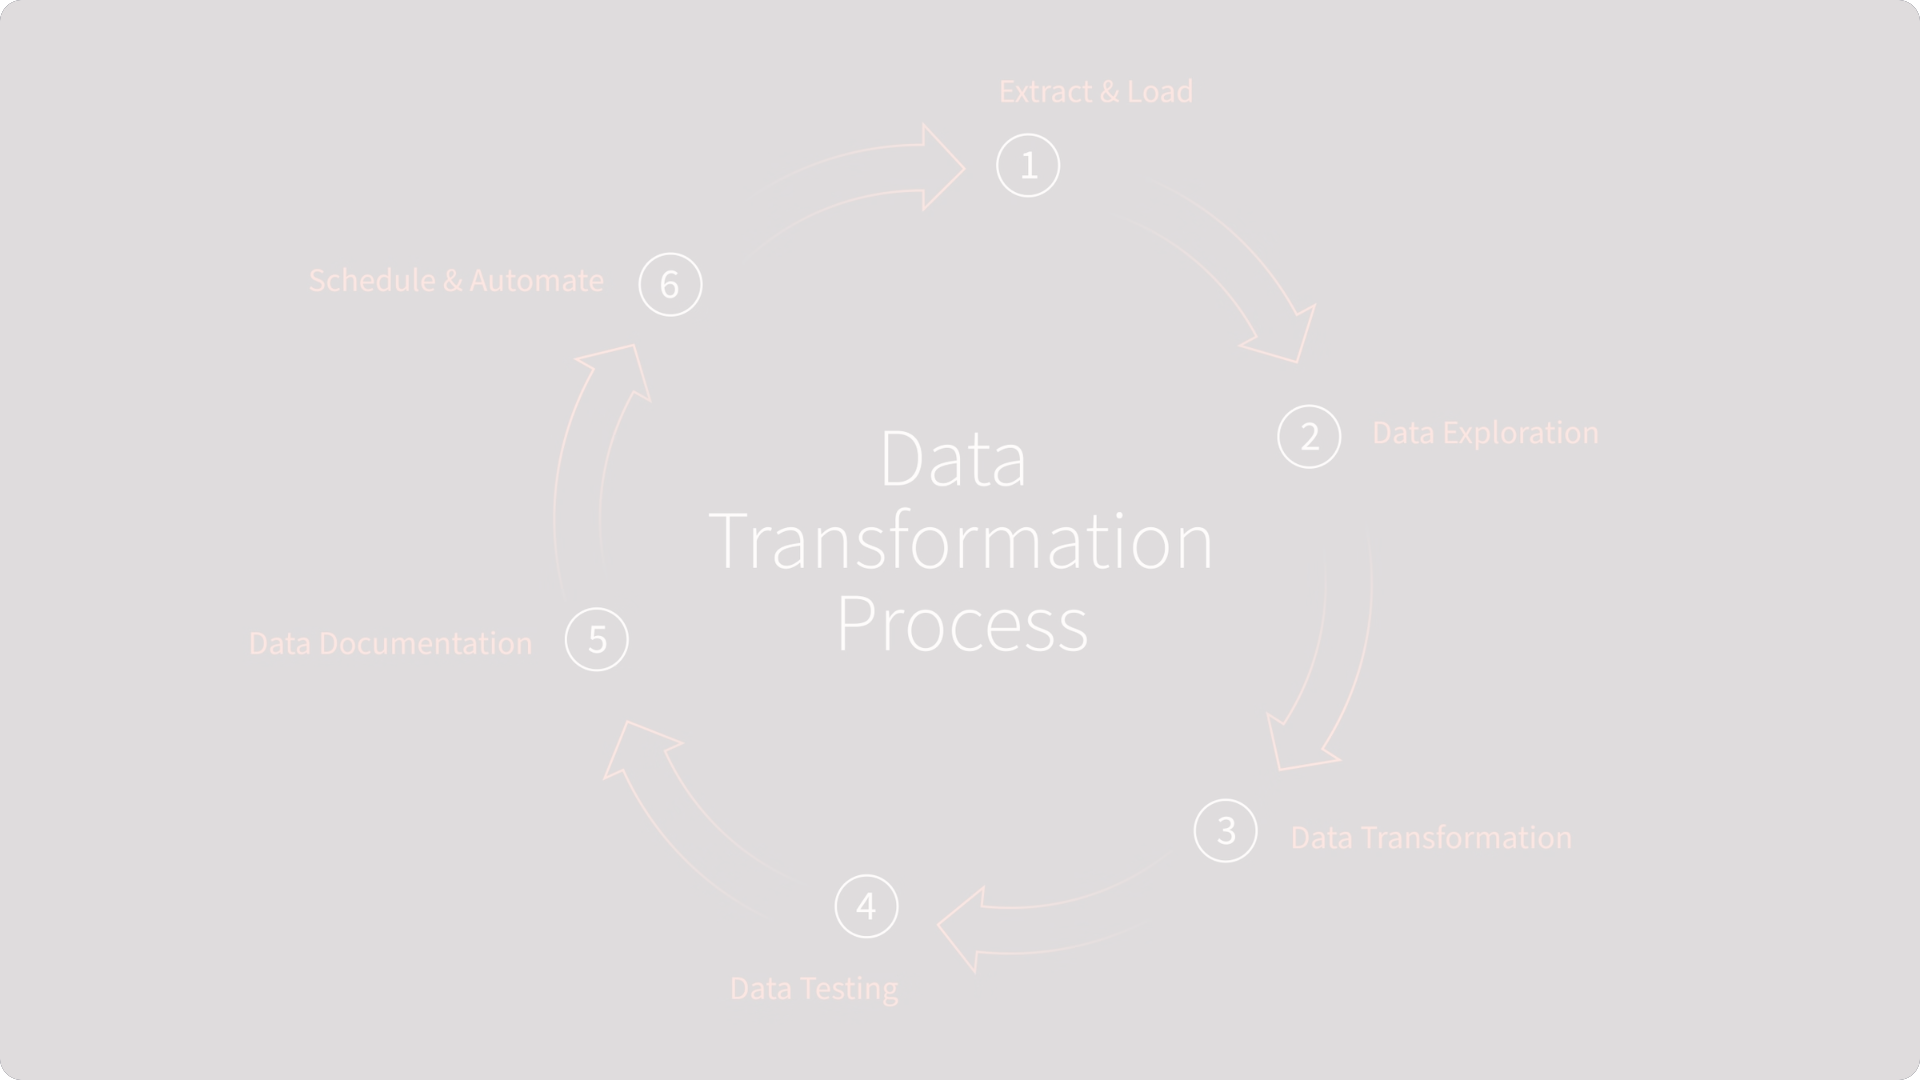 Extract & Load
1
6
Schedule & Automate
2
Data Exploration
Data
Transformation
Process
5
Data Documentation
3
Data Transformation
4
Data Testing